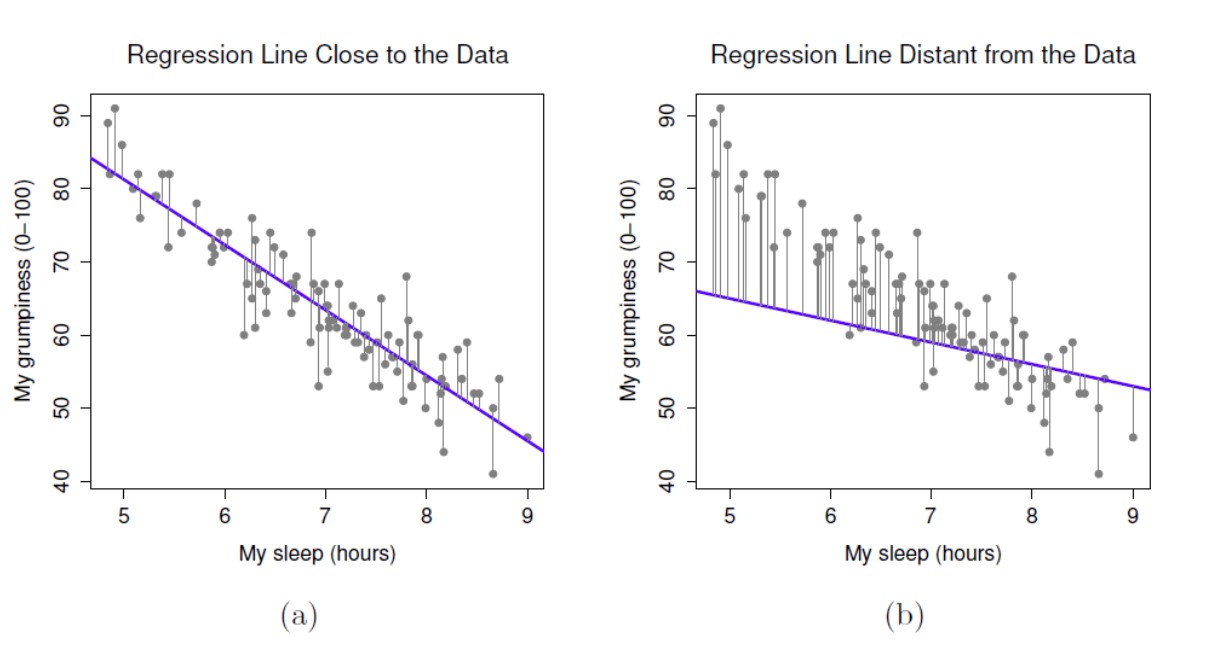 Regression Line Close to the Data
90
80
70
60
50
40
My grumpiness (0–100)
5 6 7 8 9
My sleep (hours)
(a)
Regression Line Distant from the Data
90
80
70
60
50
40
My grumpiness (0–100)
5 6 7 8 9
My sleep (hours)
(b)